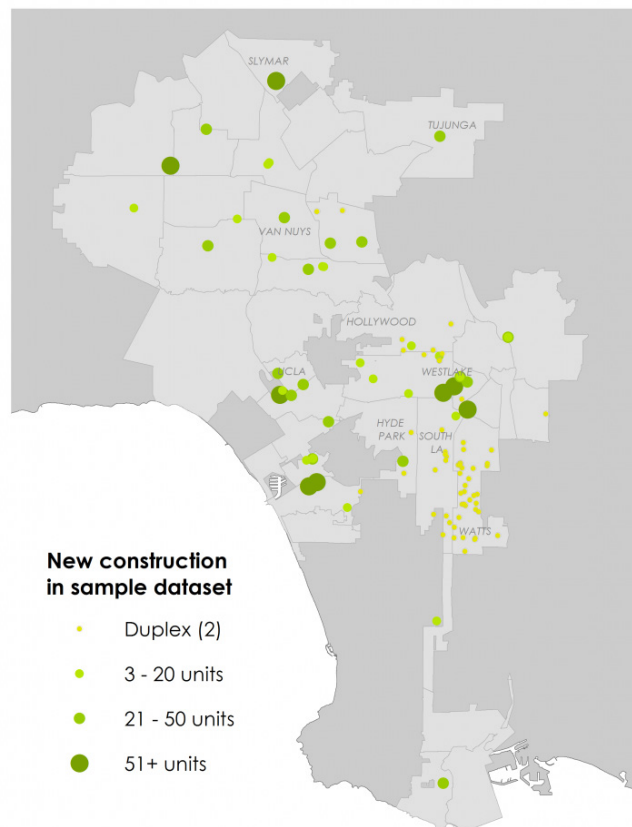 SLYMAR
TUJUNGA
VAN NUYS
HOLLYWOOD
UCLA
WESTLAKE
HYDE
PARK
SOUTH
LA
WATTS
New construction
in sample dataset
Duplex (2)
3 - 20 units
21 - 50 units
51+ units